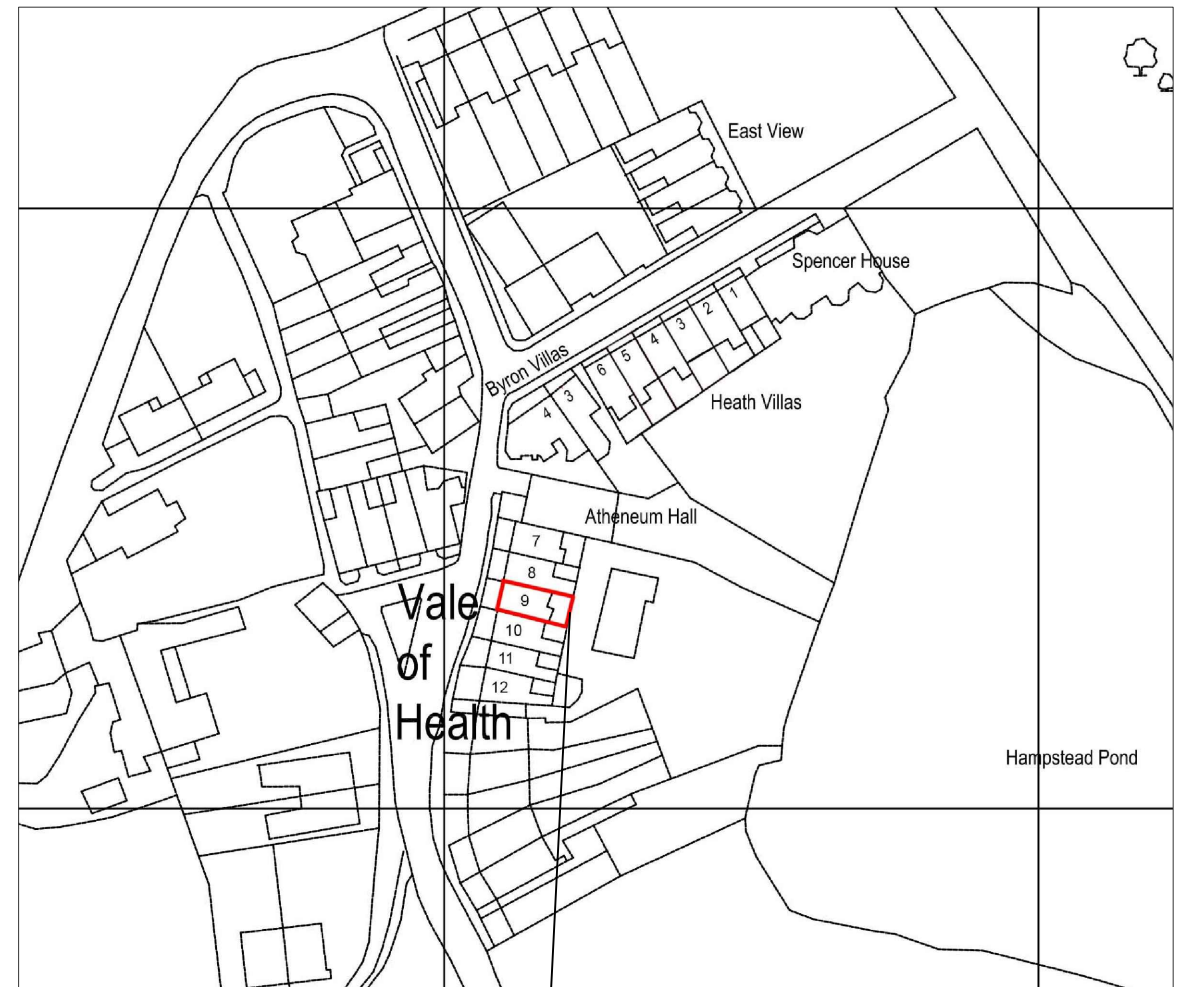 East View
Spencer House
1
2
3
4
5
6
Byron Villas
3
4
Heath Villas
Atheneum Hall
7
8
9
10
11
12
Vale
of
Health
Hampstead Pond